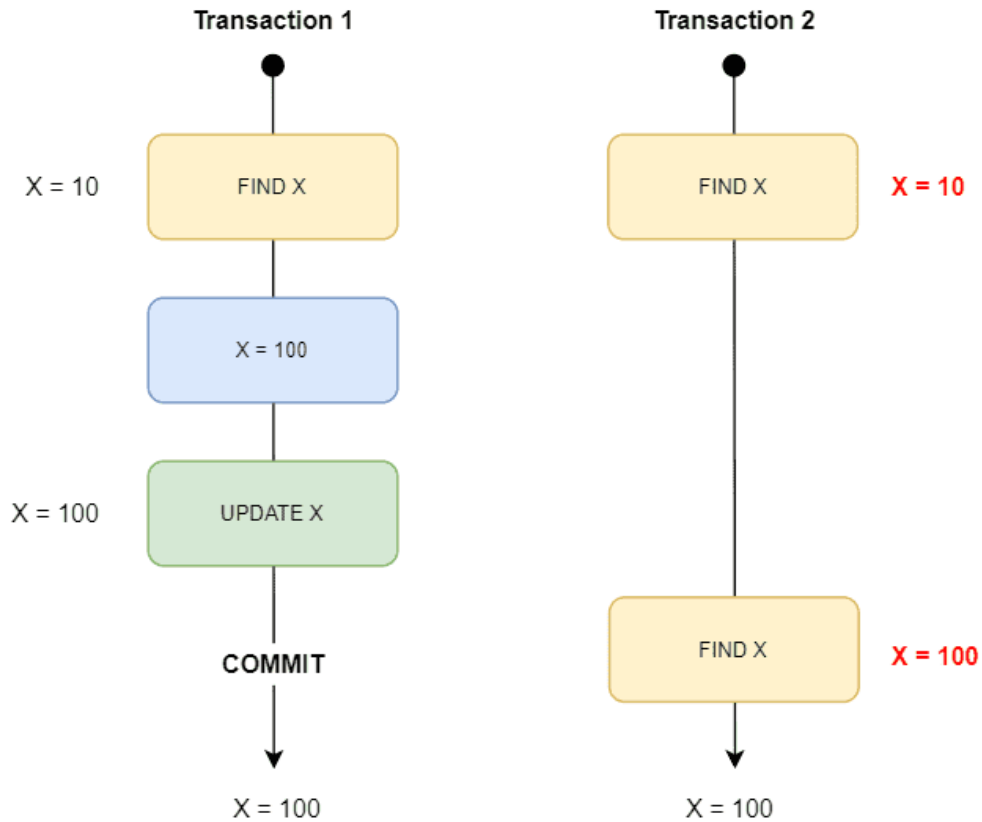 Transaction 1
Transaction 2
X = 10
FIND X
FIND X
X = 10
X = 100
X = 100
UPDATE X
FIND X
X = 100
COMMIT
X = 100
X = 100